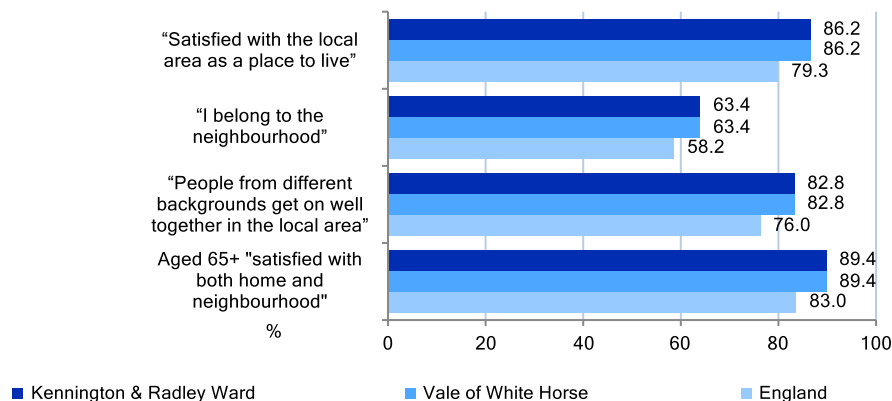 “Satisfied with the local
area as a place to live”
86.2
86.2
79.3
“I belong to the
neighbourhood”
63.4
63.4
58.2
“People from different
backgrounds get on well
together in the local area”
82.8
82.8
76.0
Aged 65+ "satisfied with
both home and
neighbourhood"
89.4
89.4
83.0
%
0 20 40 60 80 100
Kennington & Radley Ward Vale of White Horse England